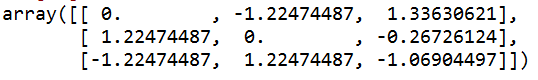 array([[ 0.        , -1.22474487,  1.33630621],
       [ 1.22474487,  0.        , -0.26726124],
       [-1.22474487,  1.22474487, -1.06904497]])